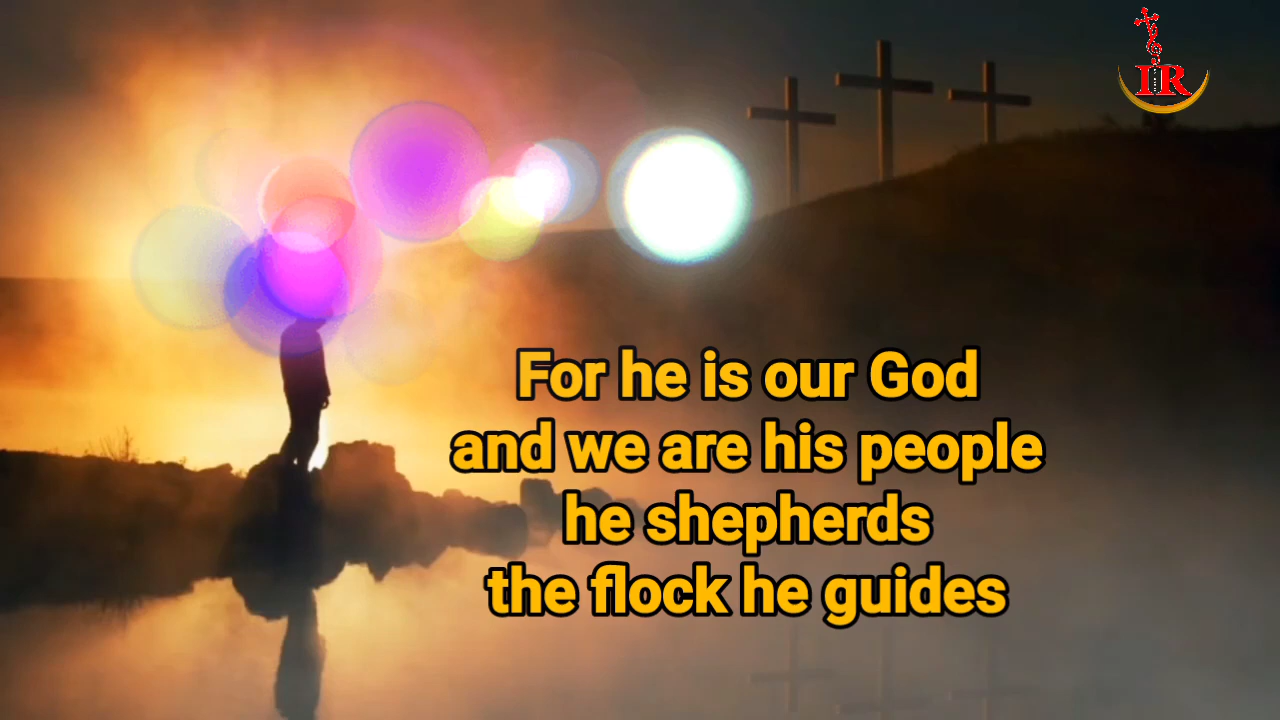 IR
For he is our God
and we are his people
he shepherds
the flock he guides